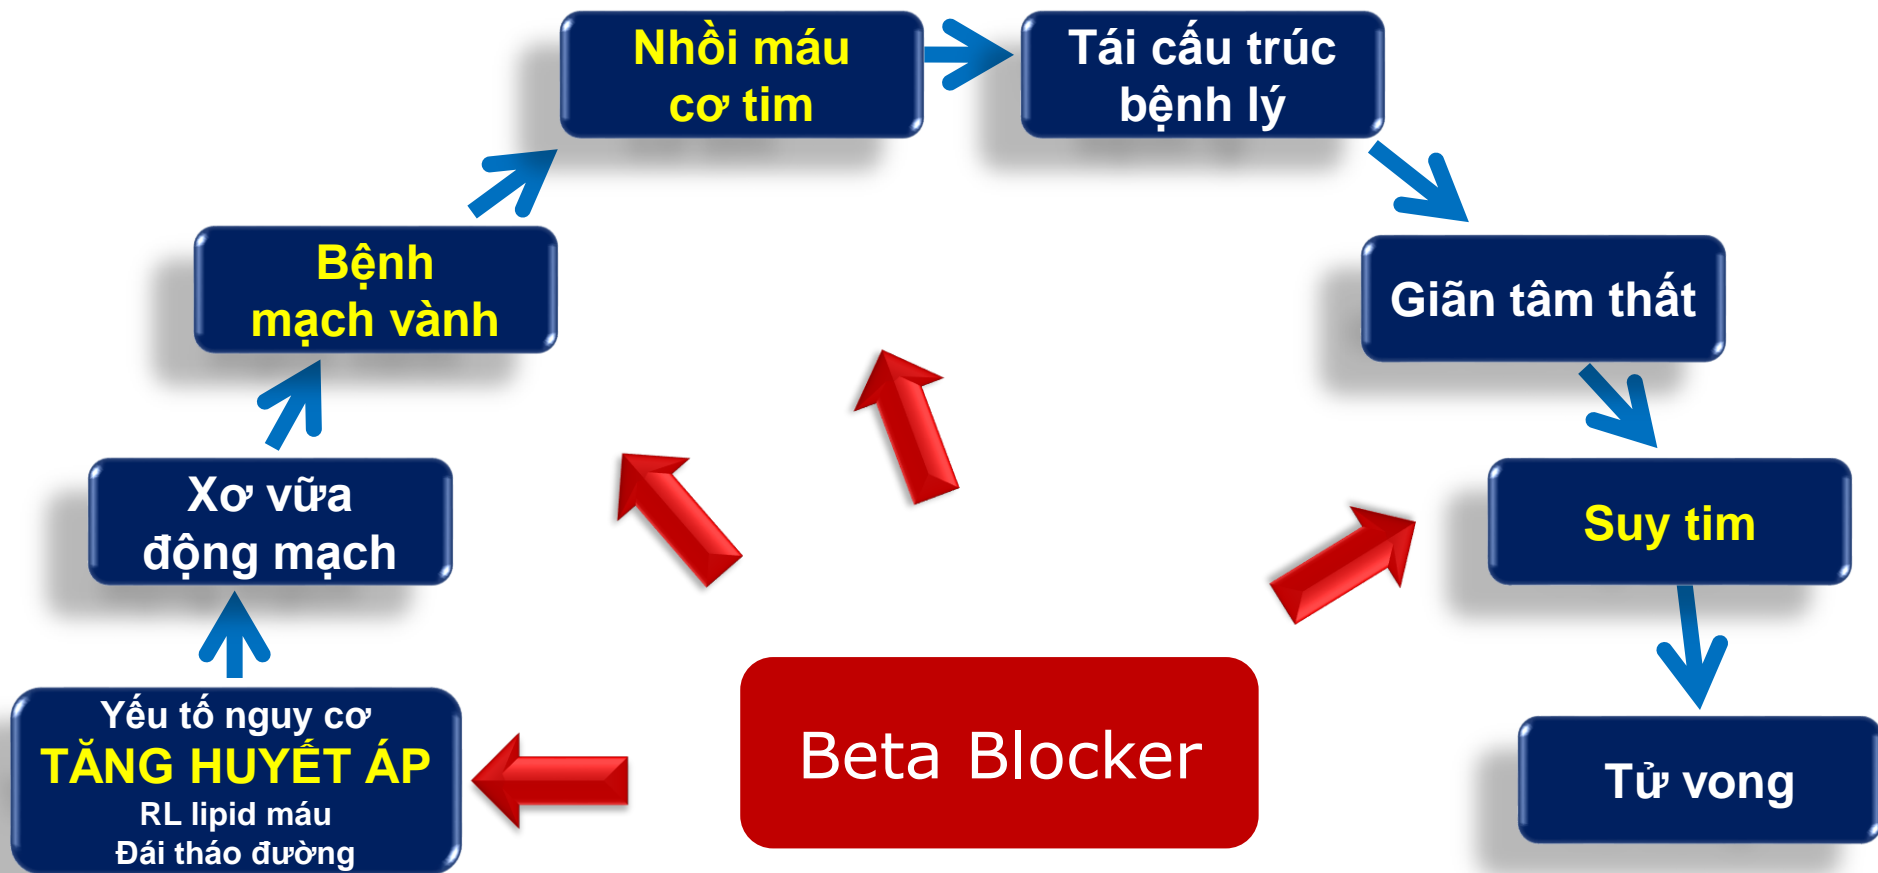 Nhồi máu
cơ tim
Tái cấu trúc
bệnh lý
Bệnh
mạch vành
Giãn tâm thất
Xơ vữa
động mạch
Suy tim
Yếu tố nguy cơ
TĂNG HUYẾT ÁP
RL lipid máu
Đái tháo đường
Beta Blocker
Tử vong